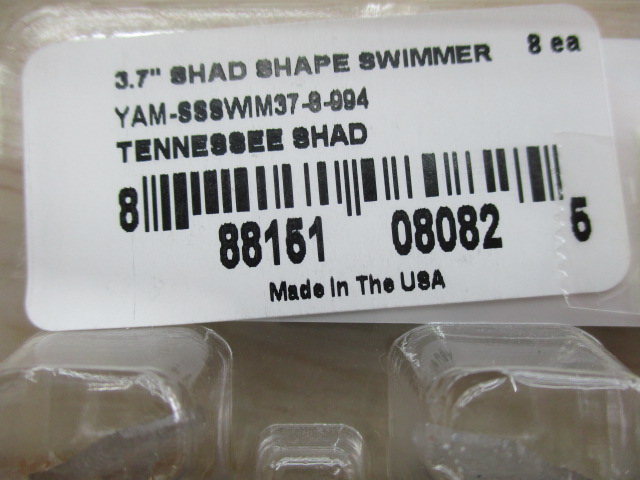 3.7" SHAD SHAPE SWIMMER 8 ea
YAM-SSSWIM37-8-994
TENNESSEE SHAD
8 88151 08082 5
Made In The USA